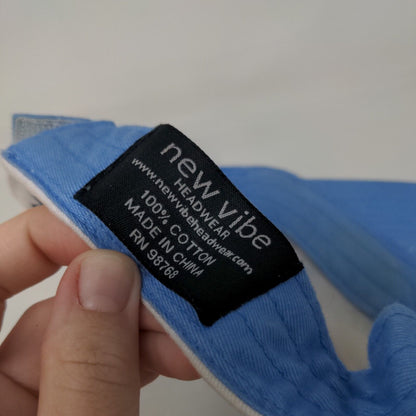 new vibe
HEADWEAR
www.newvibeheadwear.com
100% COTTON
MADE IN CHINA
RN 98768